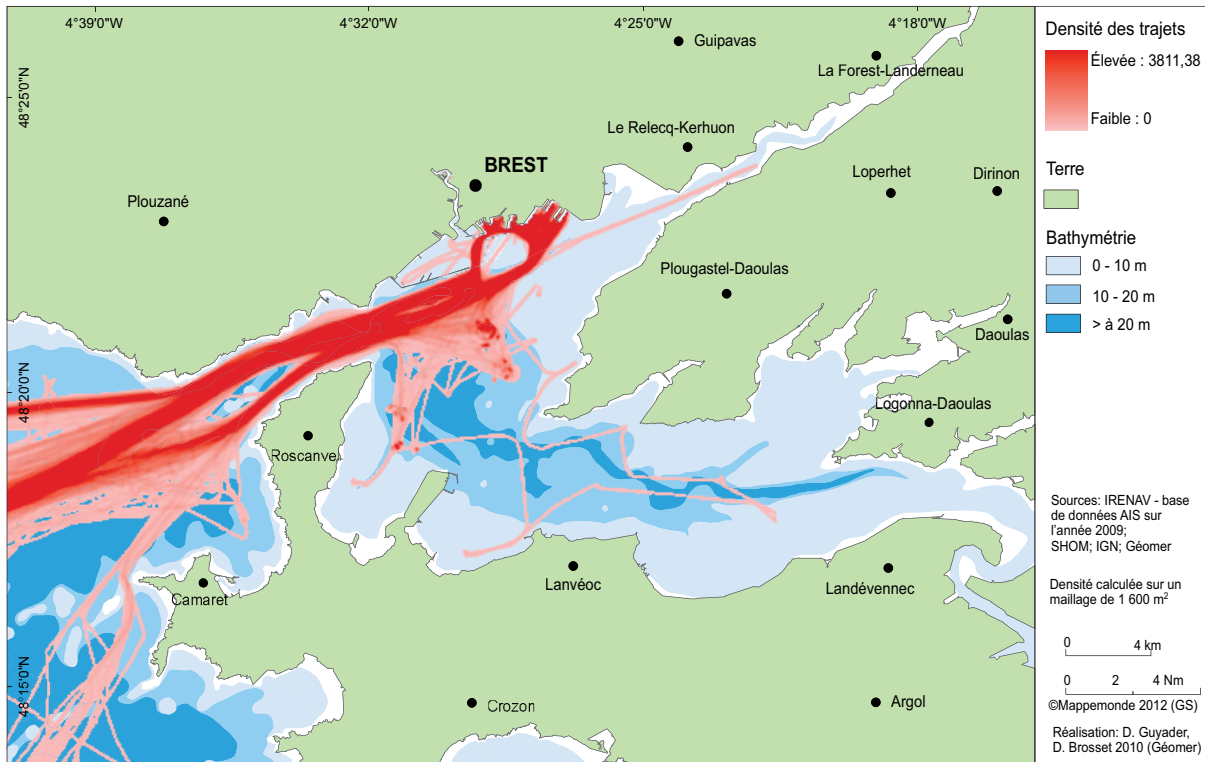 4°39'0"W
4°32'0"W
4°25'0"W
4°18'0"W
48°25'0"N
48°20'0"N
48°15'0"N
Guipavas
La Forest-Landerneau
Le Relecq-Kerhuon
BREST
Plouzané
Loperhet
Dirinon
Plougastel-Daoulas
Daoulas
Logonna-Daoulas
Roscanvel
Lanvéoc
Landévennec
Camaret
Crozon
Argol
Densité des trajets
Élevée : 3811,38
Faible : 0
Terre
Bathymétrie
0 - 10 m
10 - 20 m
> à 20 m
Sources: IRENAV - base
de données AIS sur
l'année 2009;
SHOM; IGN; Géomer
Densité calculée sur un
maillage de 1 600 m²
0 4 km
0 2 4 Nm
©Mappemonde 2012 (GS)
Réalisation: D. Guyader,
D. Brosset 2010 (Géomer)